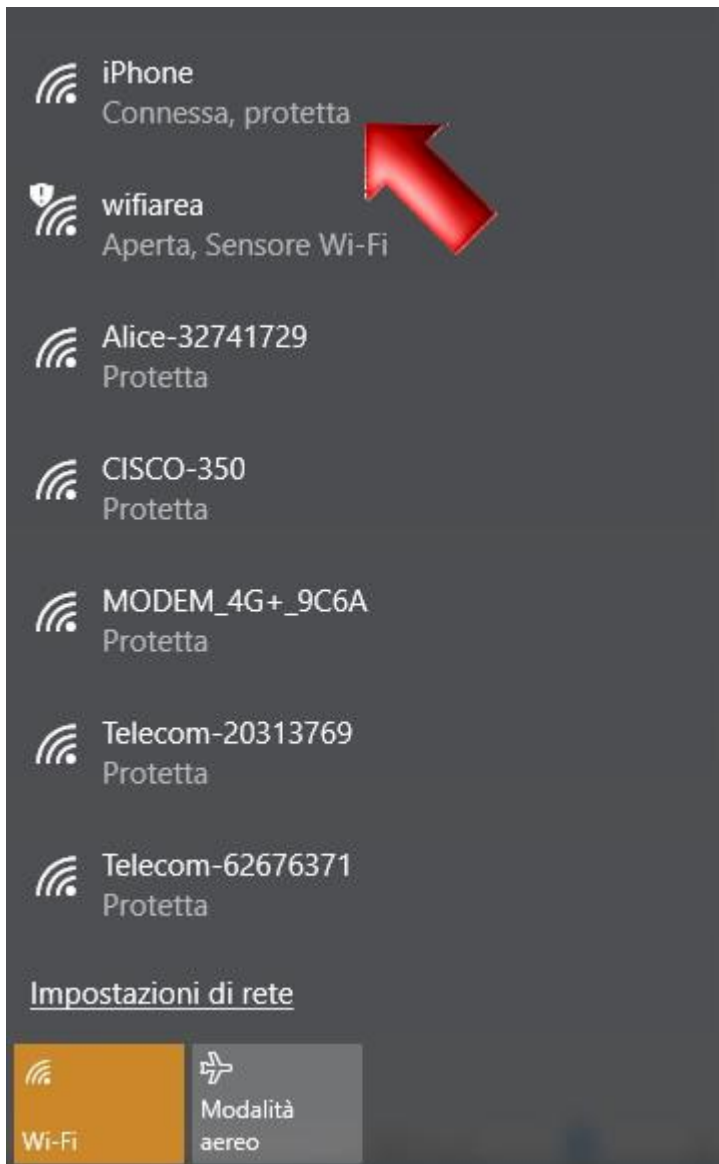 iPhone
Connessa, protetta
wifiarea
Aperta, Sensore Wi-Fi
Alice-32741729
Protetta
CISCO-350
Protetta
MODEM_4G+_9C6A
Protetta
Telecom-20313769
Protetta
Telecom-62676371
Protetta
Impostazioni di rete
Wi-Fi
Modalità
aereo